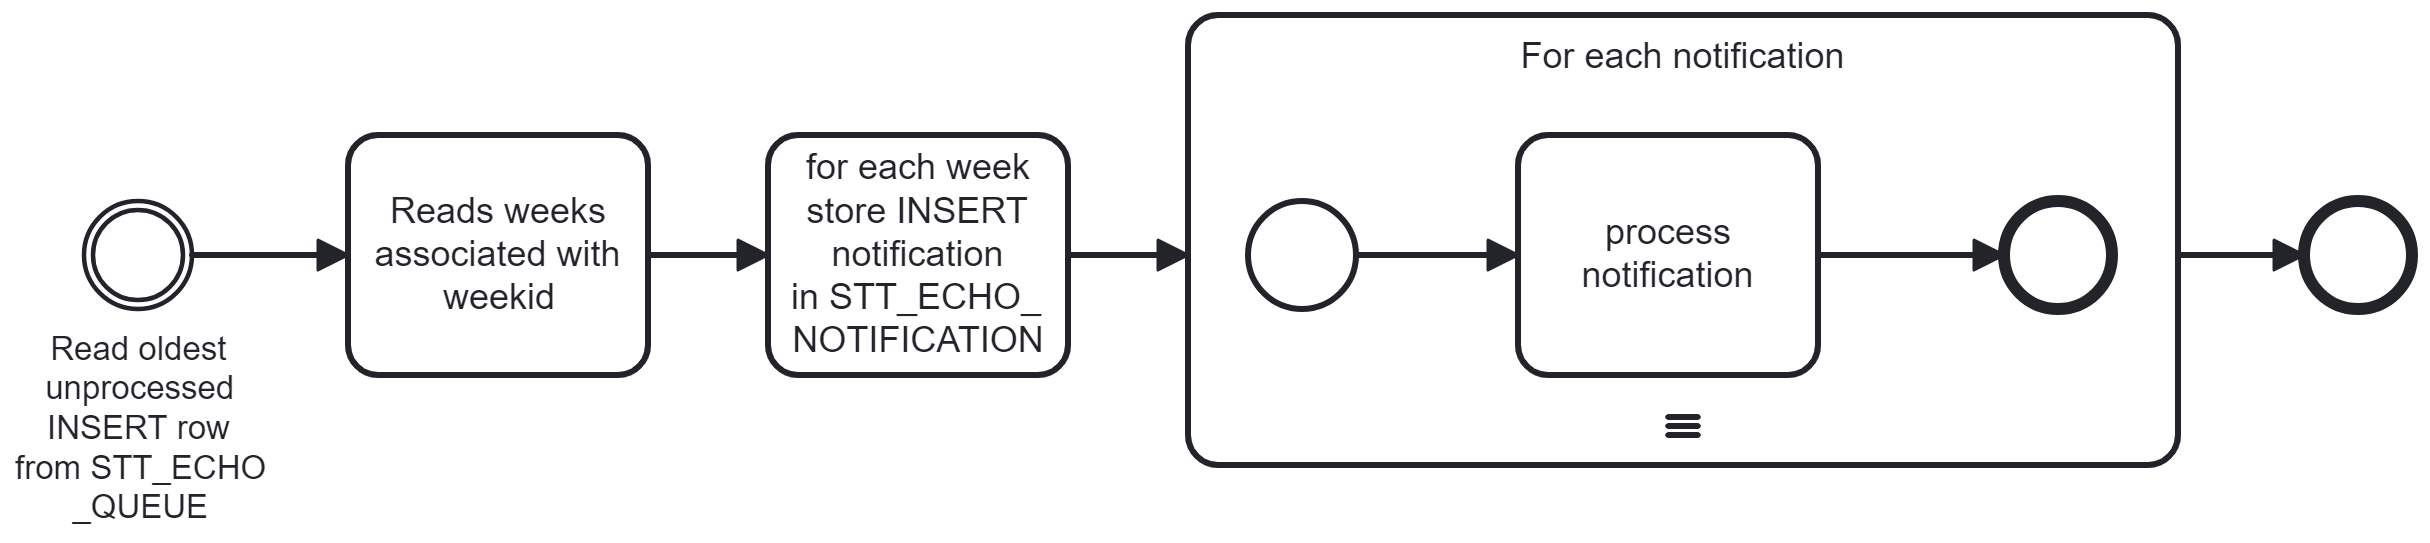 Read oldest
unprocessed
INSERT row
from STT_ECHO
_QUEUE
Reads weeks
associated with
weekid
for each week
store INSERT
notification
in STT_ECHO_
NOTIFICATION
For each notification
process
notification